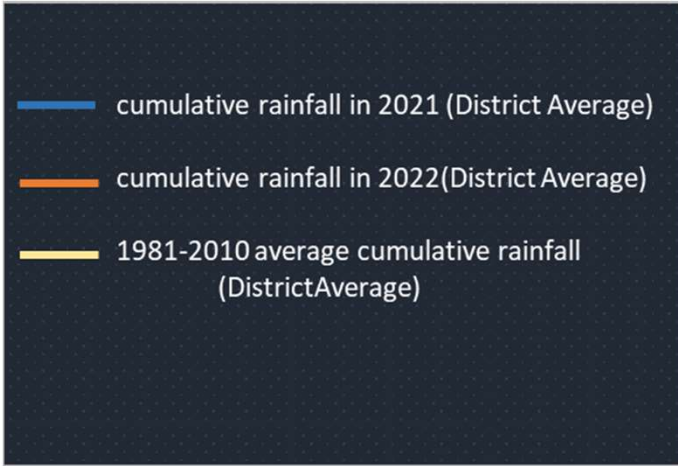 cumulative rainfall in 2021 (District Average)
cumulative rainfall in 2022(District Average)
1981-2010 average cumulative rainfall
(DistrictAverage)